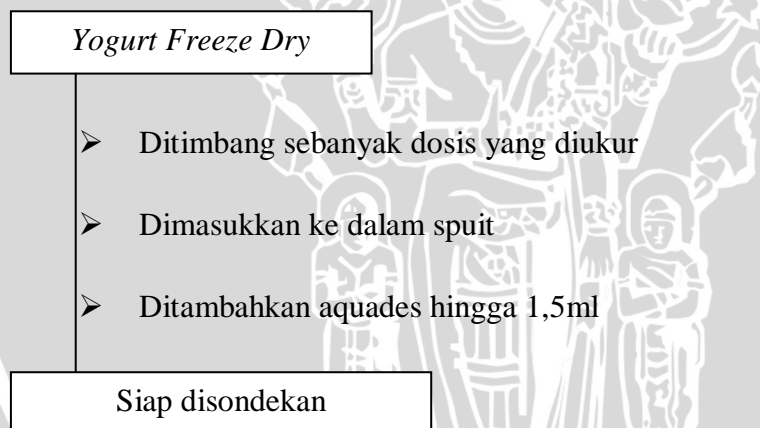 Yogurt Freeze Dry
➢ Ditimbang sebanyak dosis yang diukur
➢ Dimasukkan ke dalam spuit
➢ Ditambahkan aquades hingga 1,5ml
Siap disondekan